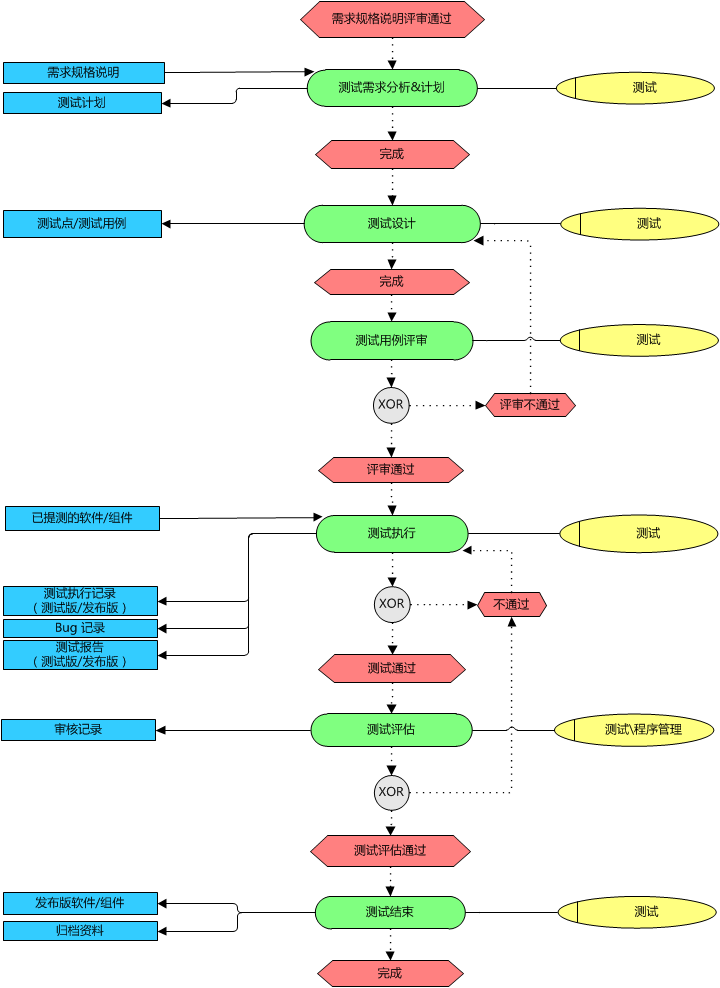 需求规格说明评审通过
需求规格说明
测试需求分析&计划
测试
测试计划
完成
测试点/测试用例
测试设计
测试
完成
测试用例评审
测试
XOR
评审不通过
评审通过
已提测的软件/组件
测试执行
测试
测试执行记录
（测试版/发布版）
XOR
不通过
Bug 记录
测试报告
（测试版/发布版）
测试通过
审核记录
测试评估
测试\程序管理
XOR
测试评估通过
发布版软件/组件
测试结束
测试
归档资料
完成